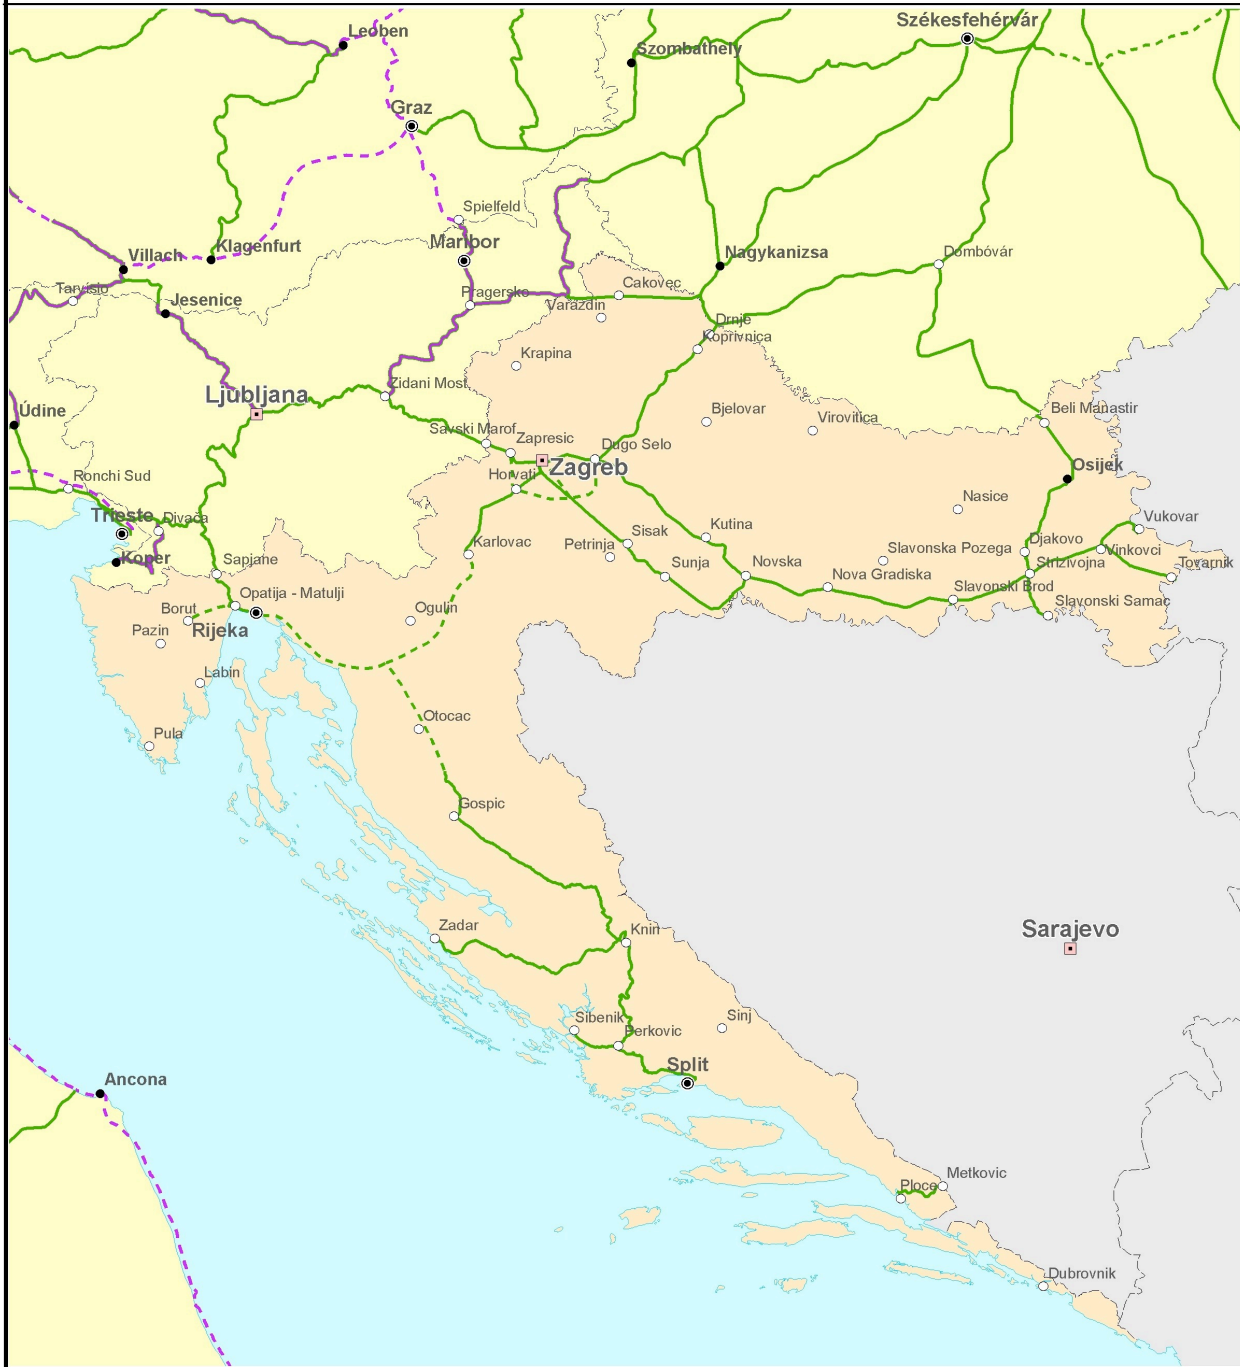 Székesfehérvár
Leoben
Szombathely
Graz
Spielfeld
Maribor
Klagenfurt
Villach
Nagykanizsa
Dombóvár
Tarvisio
Jesenice
Pragersko
Cakovec
Varazdin
Drnje
Koprivnica
Krapina
Zidani Most
Ljubljana
Údine
Bjelovar
Virovitica
Beli Manastir
Savski Marof
Zapresic
Dugo Selo
Zagreb
Osijek
Ronchi Sud
Horvati
Nasice
Trieste
Divača
Vukovar
Kutina
Sisak
Karlovac
Petrinja
Slavonska Pozega
Djakovo
Vinkovci
Koper
Sapjane
Sunja
Novska
Nova Gradiska
Strizivojna
Tovarnik
Slavonski Brod
Opatija - Matulji
Borut
Ogulin
Slavonski Samac
Pazin
Rijeka
Labin
Otocac
Pula
Gospic
Zadar
Knin
Sarajevo
Sibenik
Perkovic
Sinj
Split
Ancona
Metkovic
Ploce
Dubrovnik